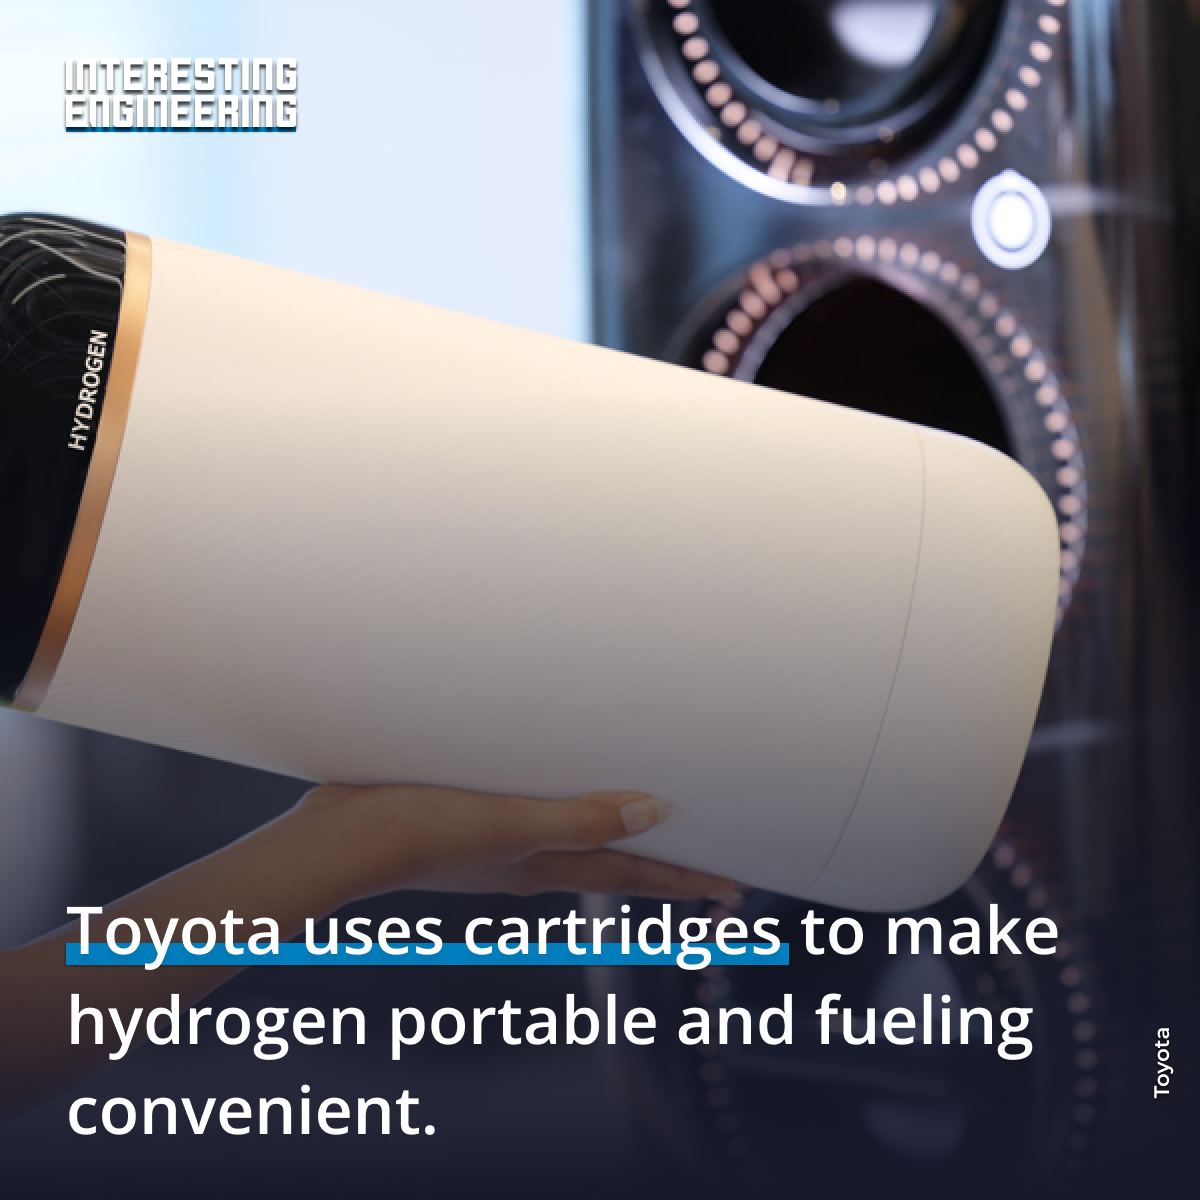 INTERESTING
ENGINEERING
HYDROGEN
Toyota uses cartridges to make
hydrogen portable and fueling
convenient.
Toyota